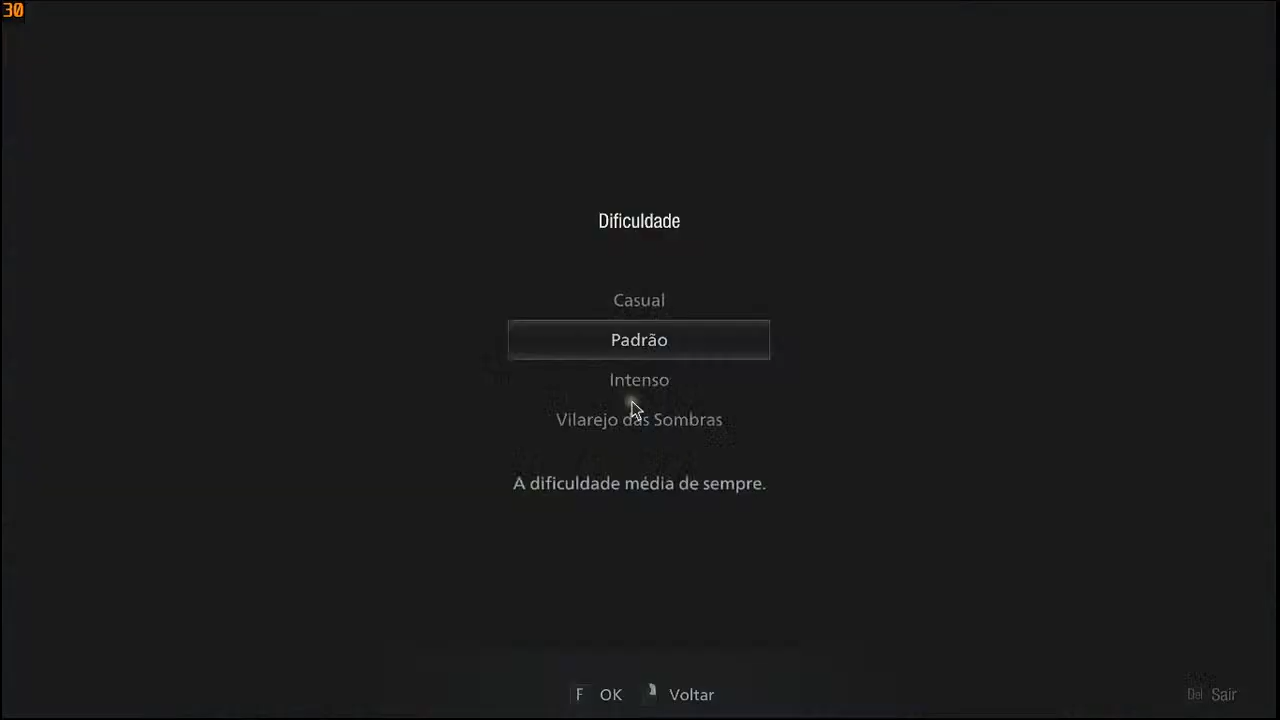 30
Dificuldade
Casual
Padrão
Intenso
Vilarejo das Sombras
A dificuldade média de sempre.
F OK Voltar
Del Sair